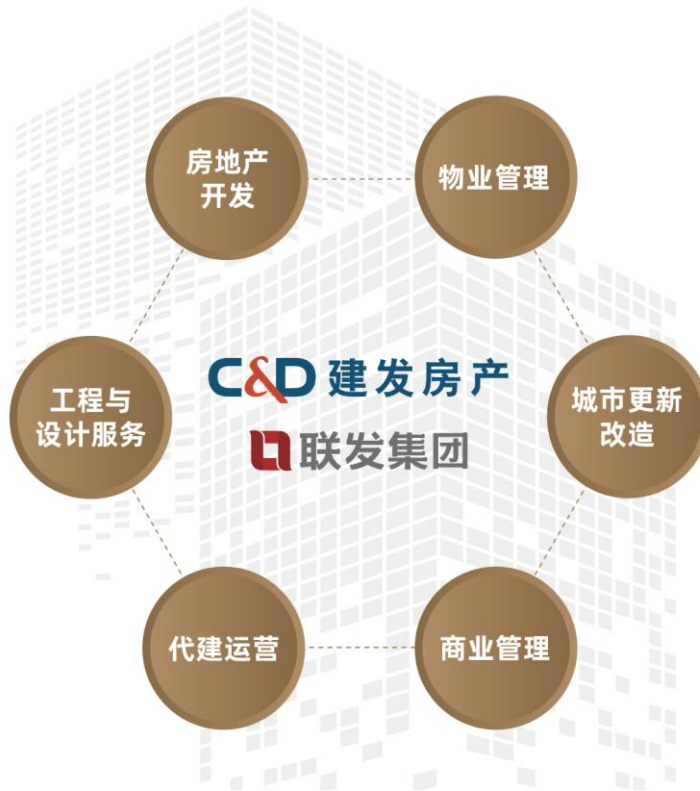 房地产
开发
物业管理
工程与
设计服务
C&D 建发房产
联发集团
城市更新
改造
代建运营
商业管理